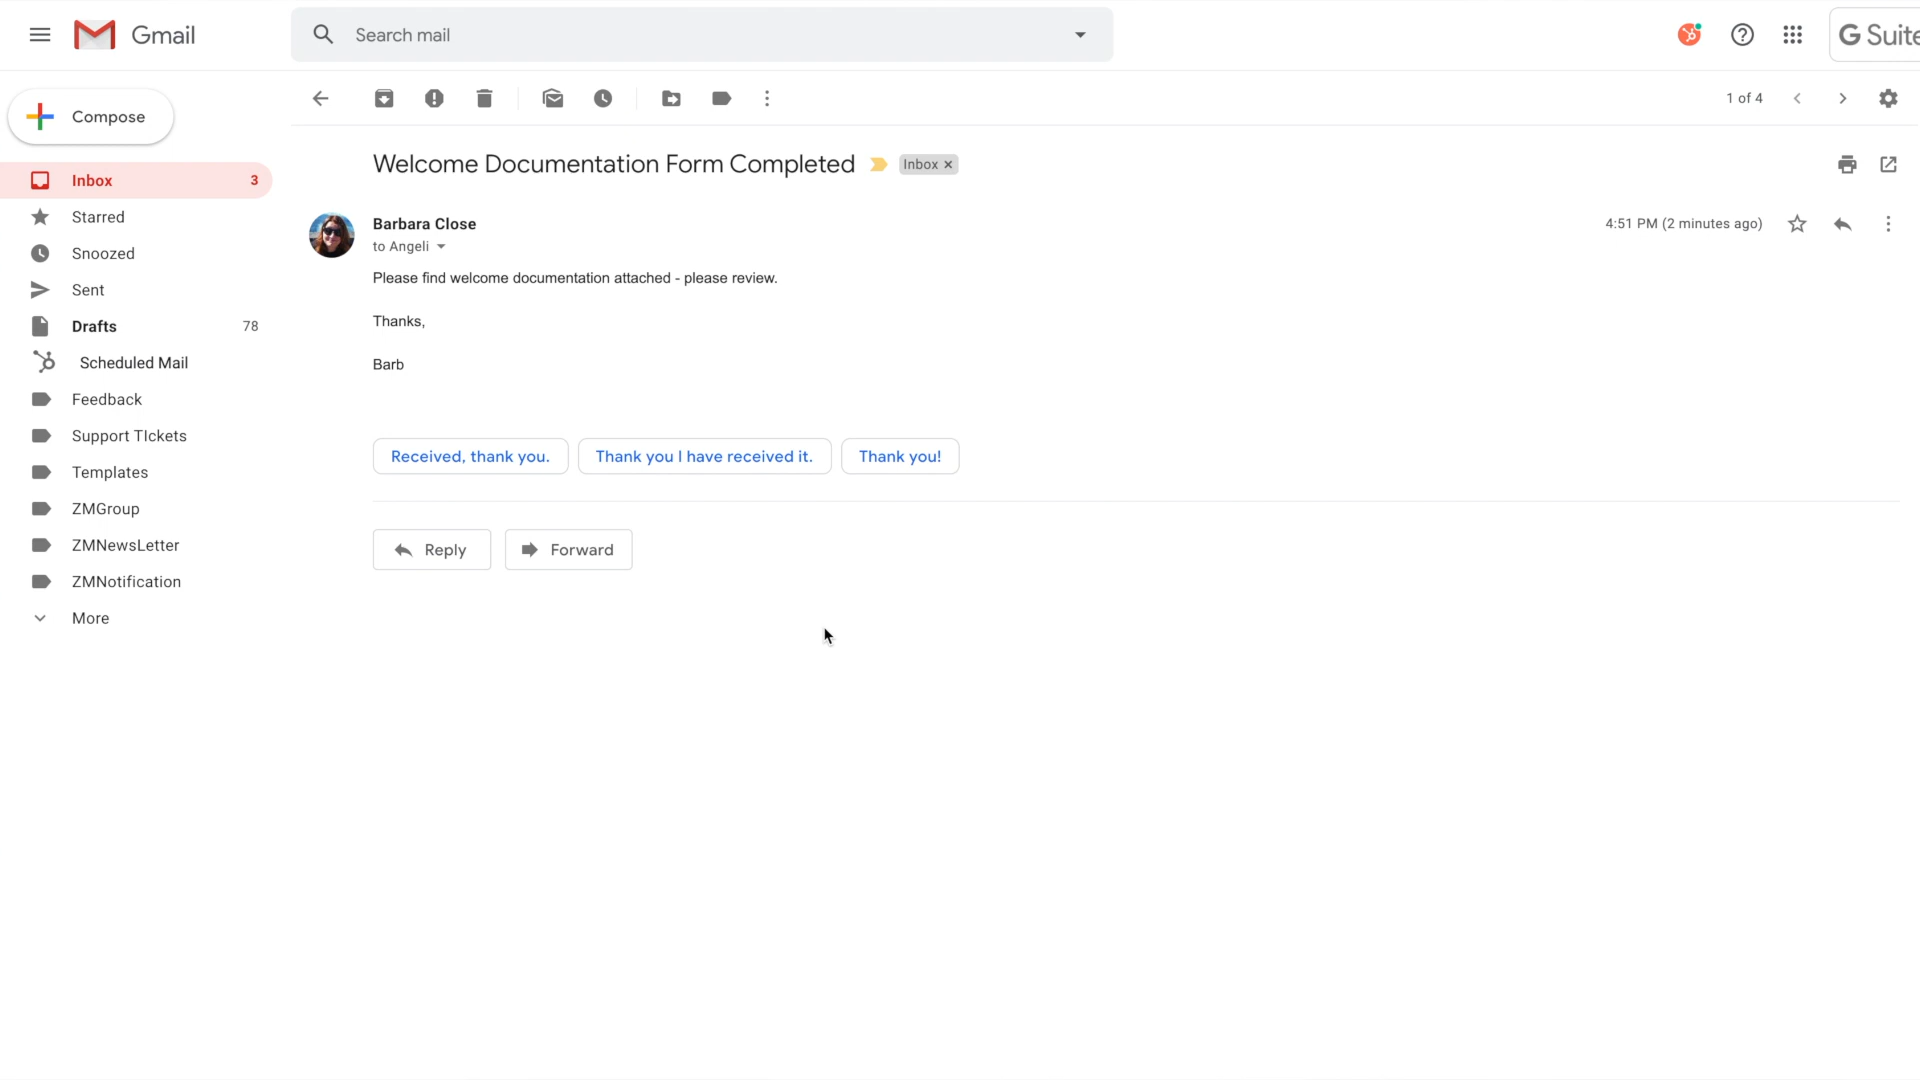 Gmail
Search mail
G Suite
Compose
1 of 4
Inbox 3
Starred
Snoozed
Sent
Drafts 78
Scheduled Mail
Feedback
Support TIckets
Templates
ZMGroup
ZMNewsLetter
ZMNotification
More
Welcome Documentation Form Completed
Inbox ×
Barbara Close
4:51 PM (2 minutes ago)
to Angeli
Please find welcome documentation attached - please review.
Thanks,
Barb
Received, thank you.
Thank you I have received it.
Thank you!
Reply
Forward